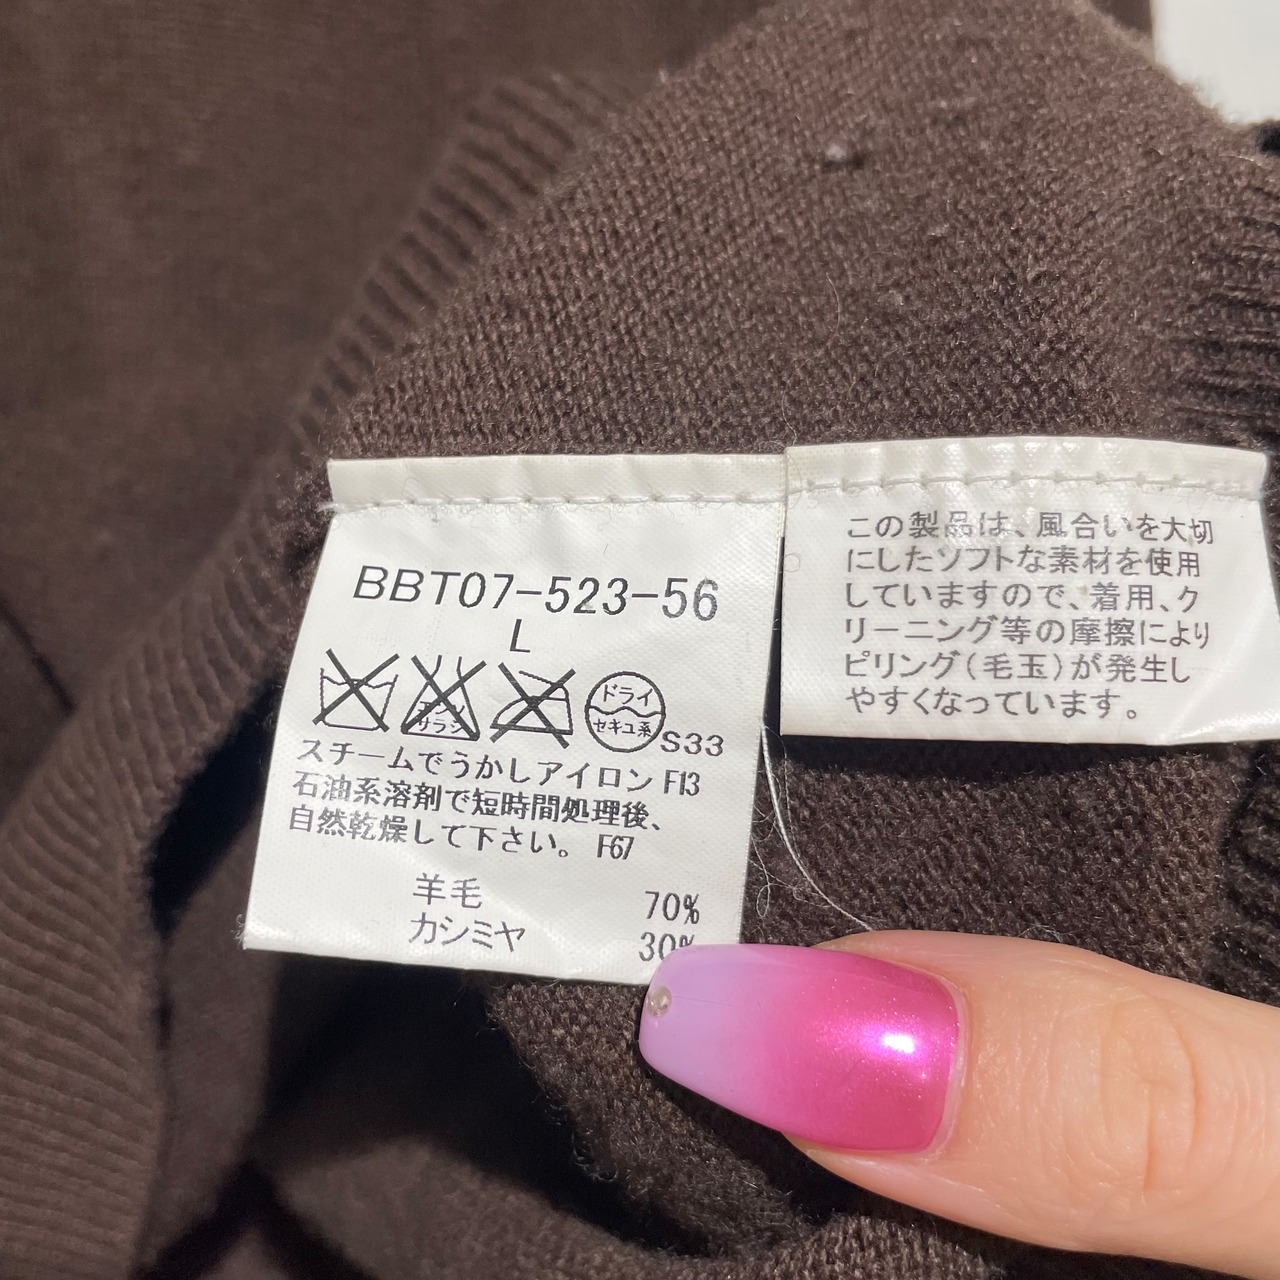 BBT07-523-56
L
エンソ
サラシ
ドライ
セキユ系
S33
スチームでうかしアイロン F13
石油系溶剤で短時間処理後、
自然乾燥して下さい。 F67
羊毛 70%
カシミヤ 30%
この製品は、風合いを大切
にしたソフトな素材を使用
していますので、着用、ク
リーニング等の摩擦により
ピリング(毛玉)が発生し
やすくなっています。